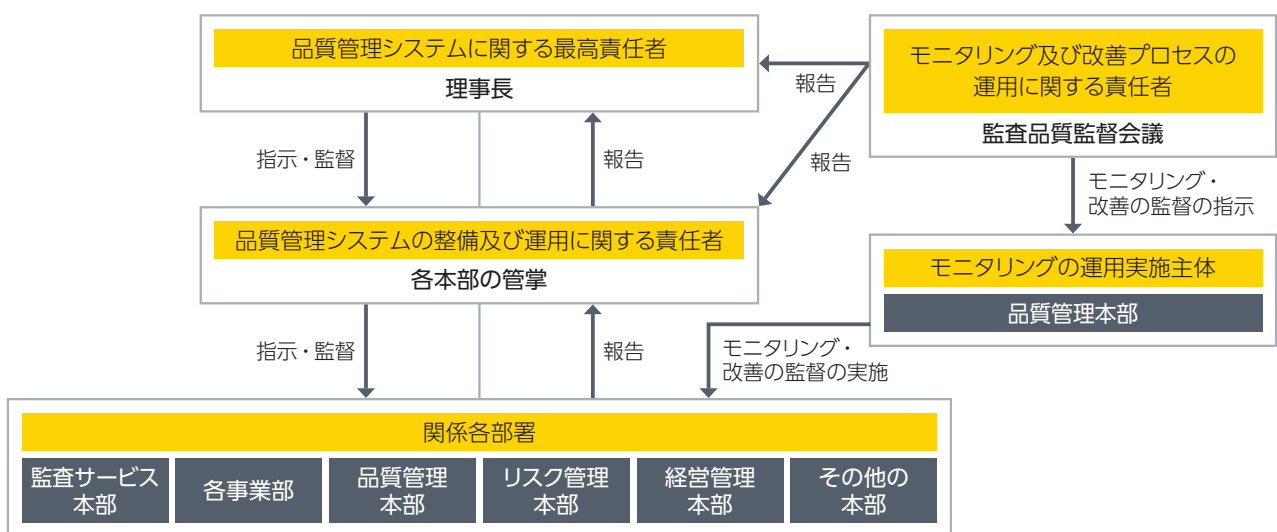 品質管理システムに関する最高責任者
理事長
モニタリング及び改善プロセスの
運用に関する責任者
監査品質監督会議
報告
指示・監督
報告
報告
モニタリング・
改善の監督の指示
品質管理システムの整備及び運用に関する責任者
各本部の管掌
モニタリングの運用実施主体
品質管理本部
指示・監督
報告
モニタリング・
改善の監督の実施
関係各部署
監査サービス
本部
各事業部
品質管理
本部
リスク管理
本部
経営管理
本部
その他の
本部